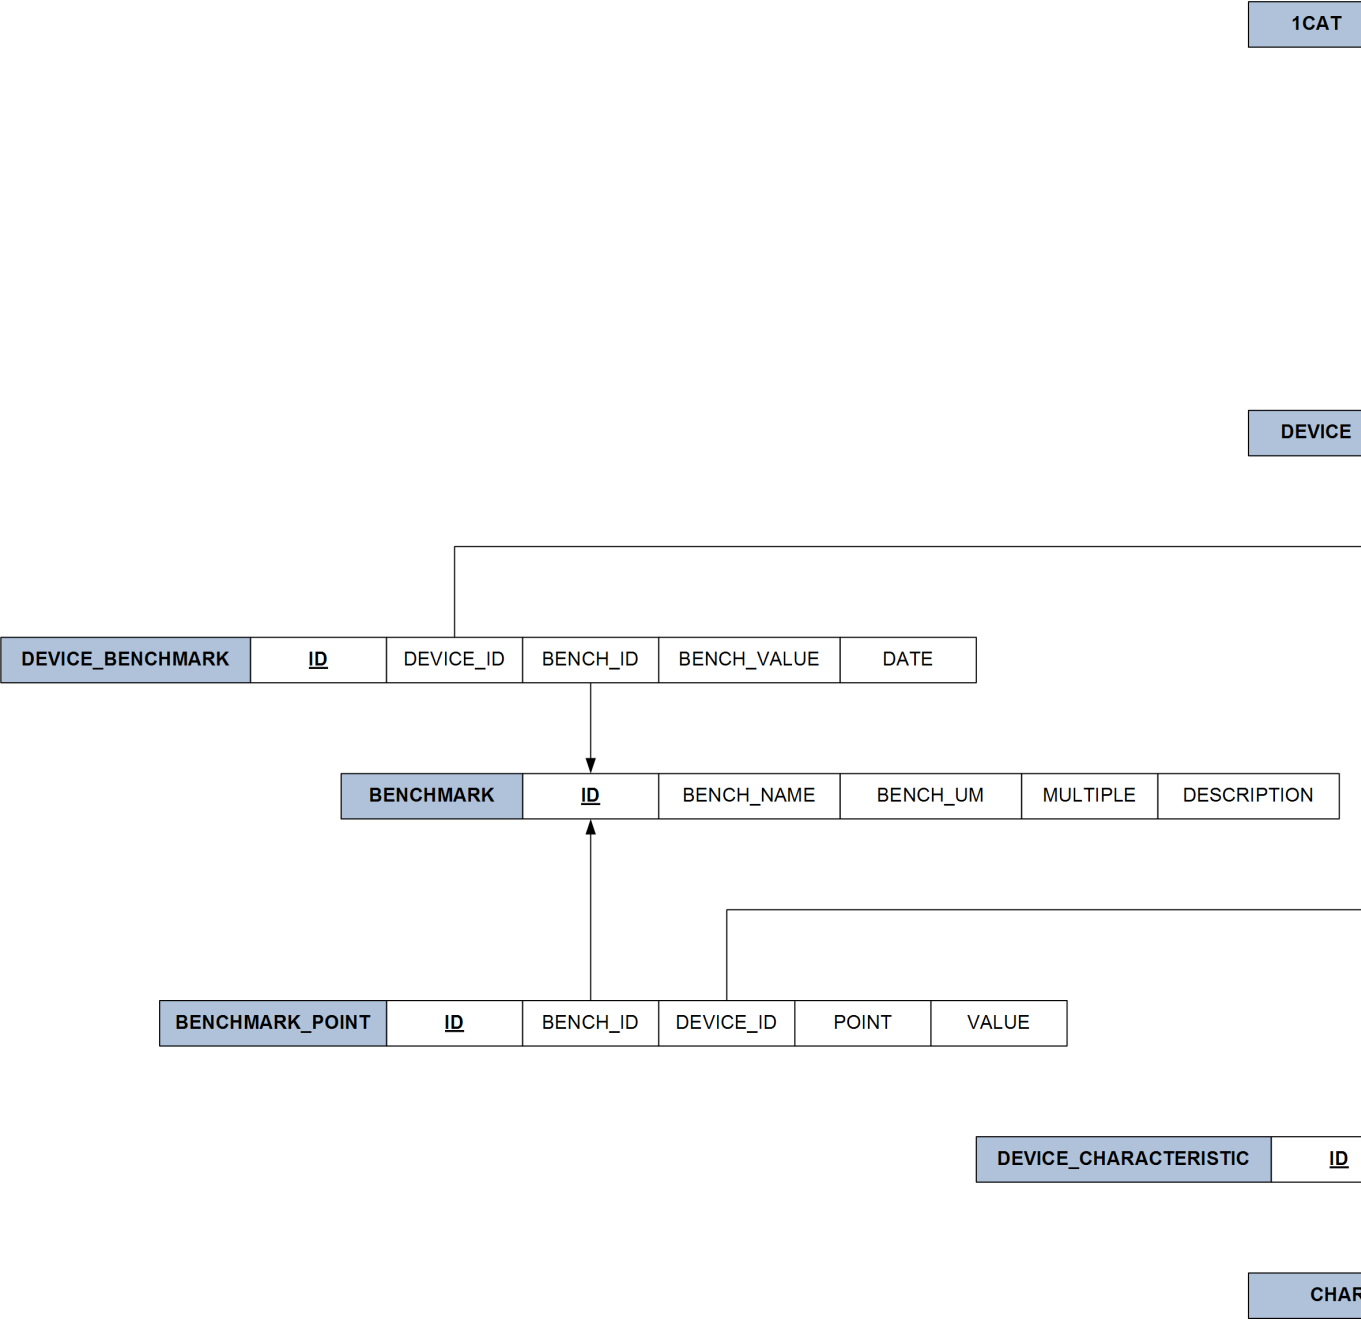 1CAT
DEVICE
DEVICE_BENCHMARK ID DEVICE_ID BENCH_ID BENCH_VALUE DATE
BENCHMARK ID BENCH_NAME BENCH_UM MULTIPLE DESCRIPTION
BENCHMARK_POINT ID BENCH_ID DEVICE_ID POINT VALUE
DEVICE_CHARACTERISTIC ID
CHAR